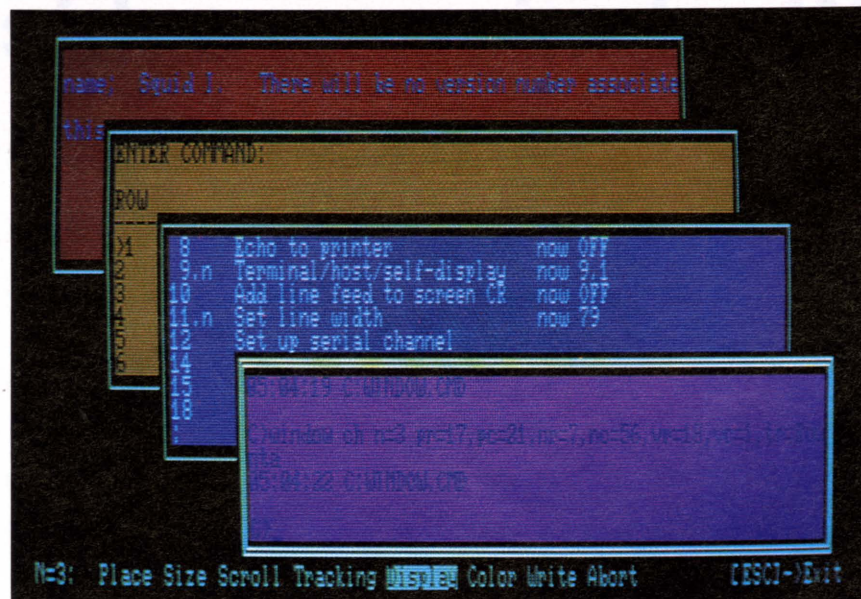 name) Squid I. There will be no version number associate
this
ENTER COMMAND:
ROW
----
>1
2
3
4
5
6
8 Echo to printer now OFF
9.n Terminal/host/self-display now 9.1
10 Add line feed to screen CR now OFF
11.n Set line width now 79
12 Set up serial channel
14
15
18
:
05:04:19 C:WINDOW.CMD
05:04:22 C:WINDOW.CMD
N=3: Place Size Scroll Tracking Display Color Write Abort [ESC]->Exit